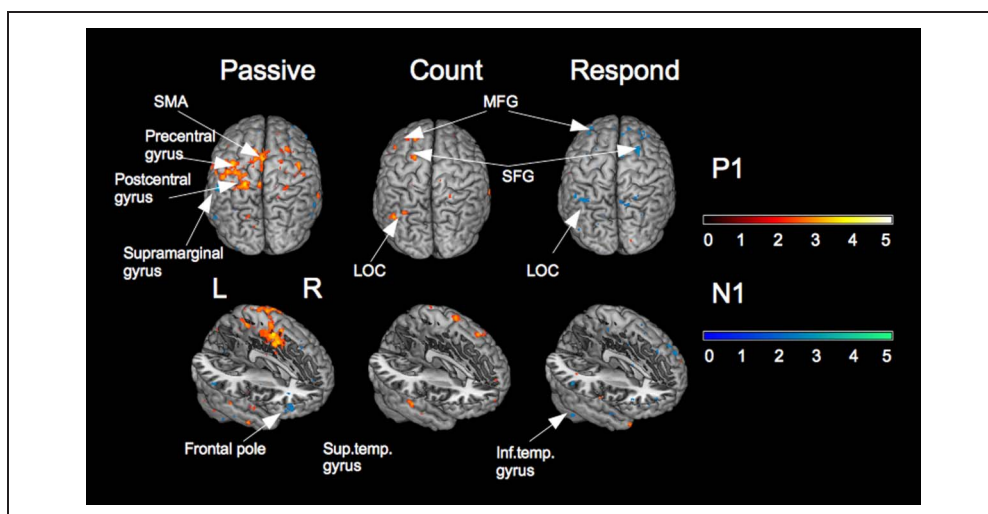 Passive Count Respond
SMA
MFG
Precentral
gyrus
Postcentral
gyrus
SFG
P1
0 1 2 3 4 5
Supramarginal
gyrus
LOC
LOC
L R
N1
0 1 2 3 4 5
Frontal pole
Sup.temp.
gyrus
Inf.temp.
gyrus